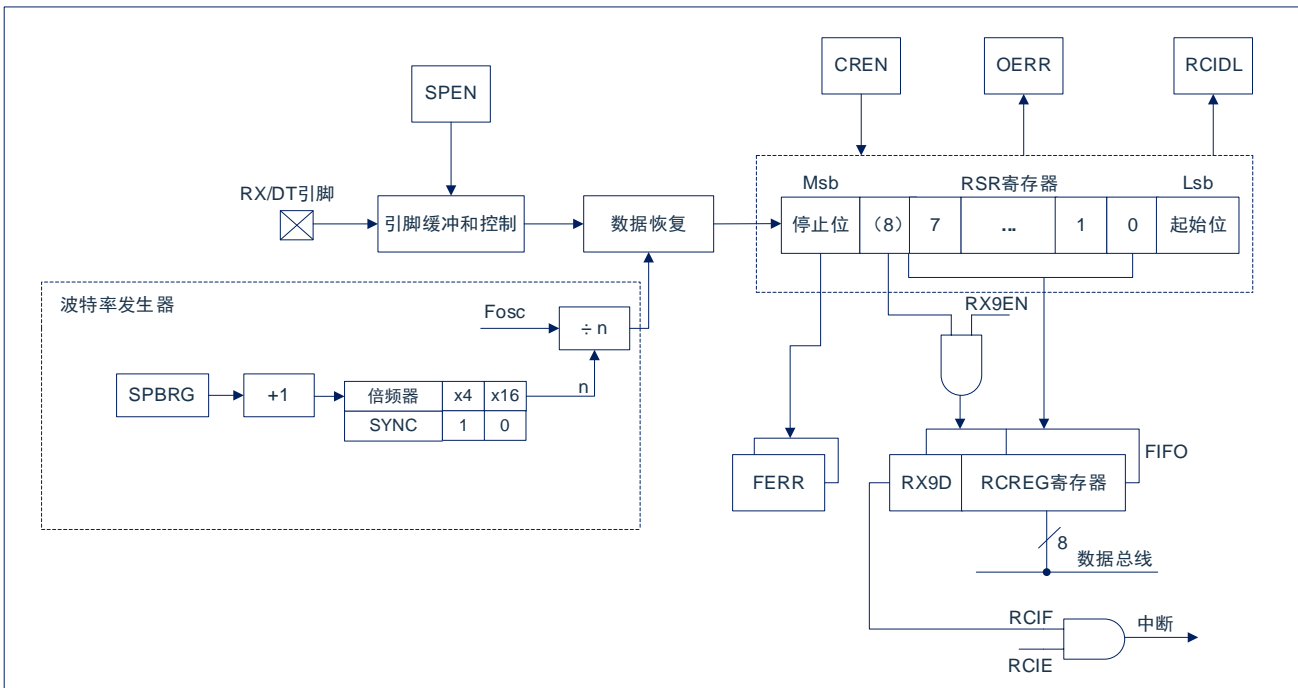 CREN
OERR
RCIDL
SPEN
Msb
RSR寄存器
Lsb
RX/DT引脚
引脚缓冲和控制
数据恢复
停止位
（8）
7
...
1
0
起始位
波特率发生器
Fosc
÷ n
RX9EN
SPBRG
+1
倍频器
x4
x16
n
SYNC
1
0
FERR
RX9D
RCREG寄存器
FIFO
8
数据总线
RCIF
中断
RCIE